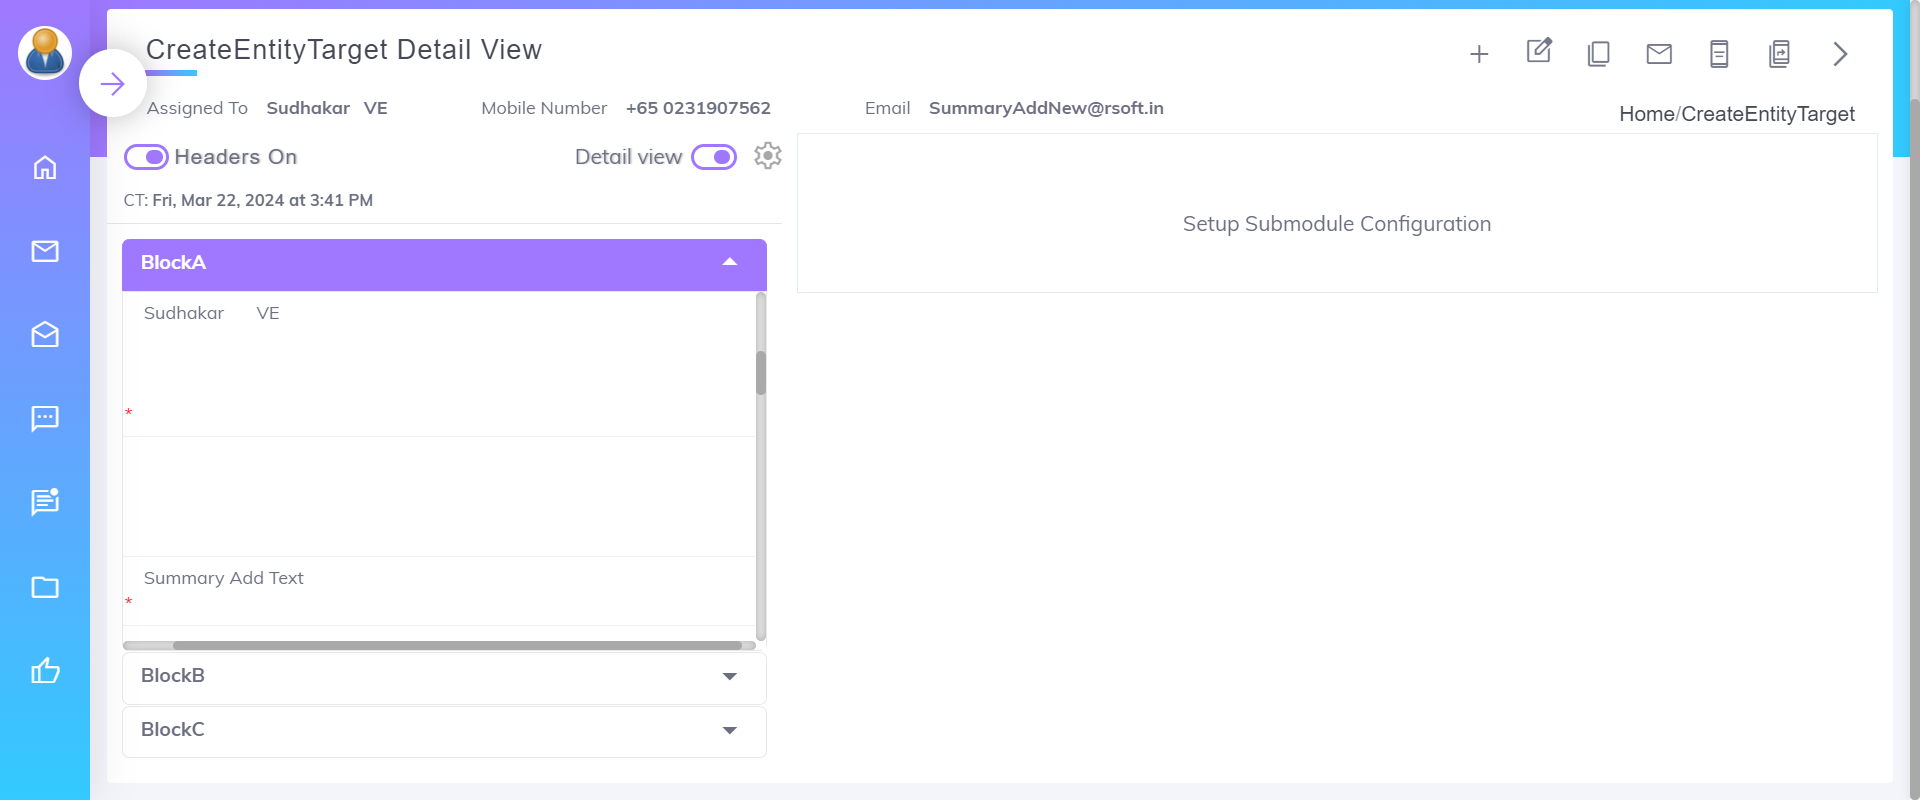 CreateEntityTarget Detail View
Assigned To Sudhakar VE Mobile Number +65 0231907562 Email SummaryAddNew@rsoft.in
Home/CreateEntityTarget
Headers On Detail view
CT: Fri, Mar 22, 2024 at 3:41 PM
Setup Submodule Configuration
BlockA
Sudhakar VE
*
Summary Add Text
*
BlockB
BlockC